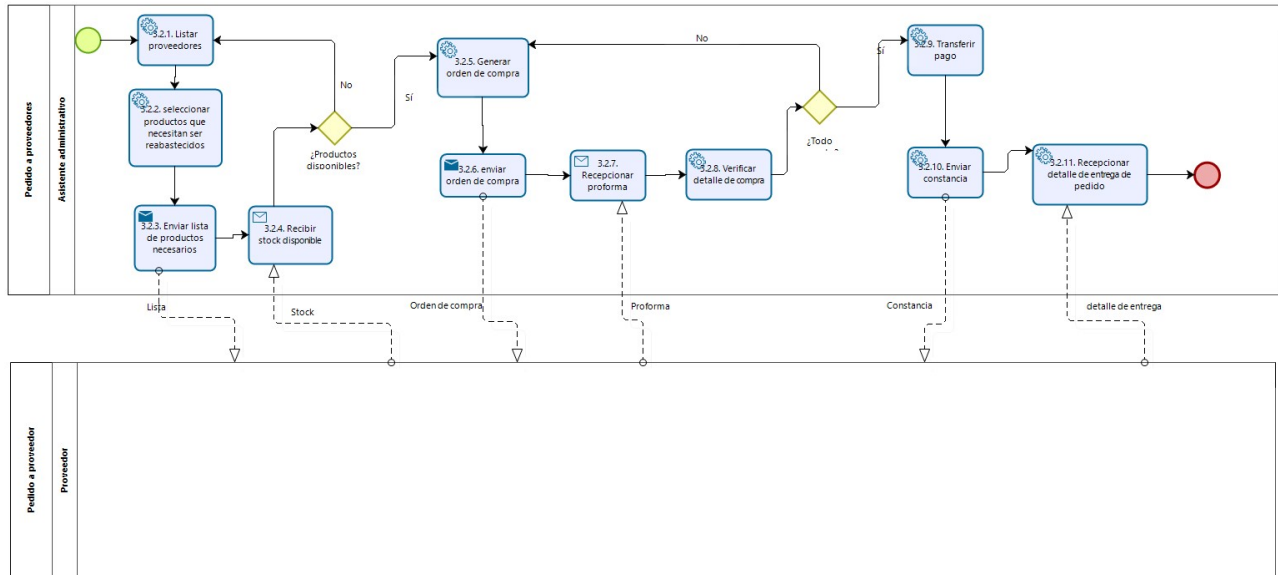 Pedido a proveedores
Asistente administrativo
3.2.1. Listar
proveedores
3.2.2. seleccionar
productos que
necesitan ser
reabastecidos
3.2.3. Enviar lista
de productos
necesarios
3.2.4. Recibir
stock disponible
¿Productos
disponibles?
No
Sí
3.2.5. Generar
orden de compra
3.2.6. enviar
orden de compra
3.2.7.
Recepcionar
proforma
3.2.8. Verificar
detalle de compra
¿Todo
No
Sí
3.2.9. Transferir
pago
3.2.10. Enviar
constancia
3.2.11. Recepcionar
detalle de entrega de
pedido
Lista
Stock
Orden de compra
Proforma
Constancia
detalle de entrega
Pedido a proveedor
Proveedor